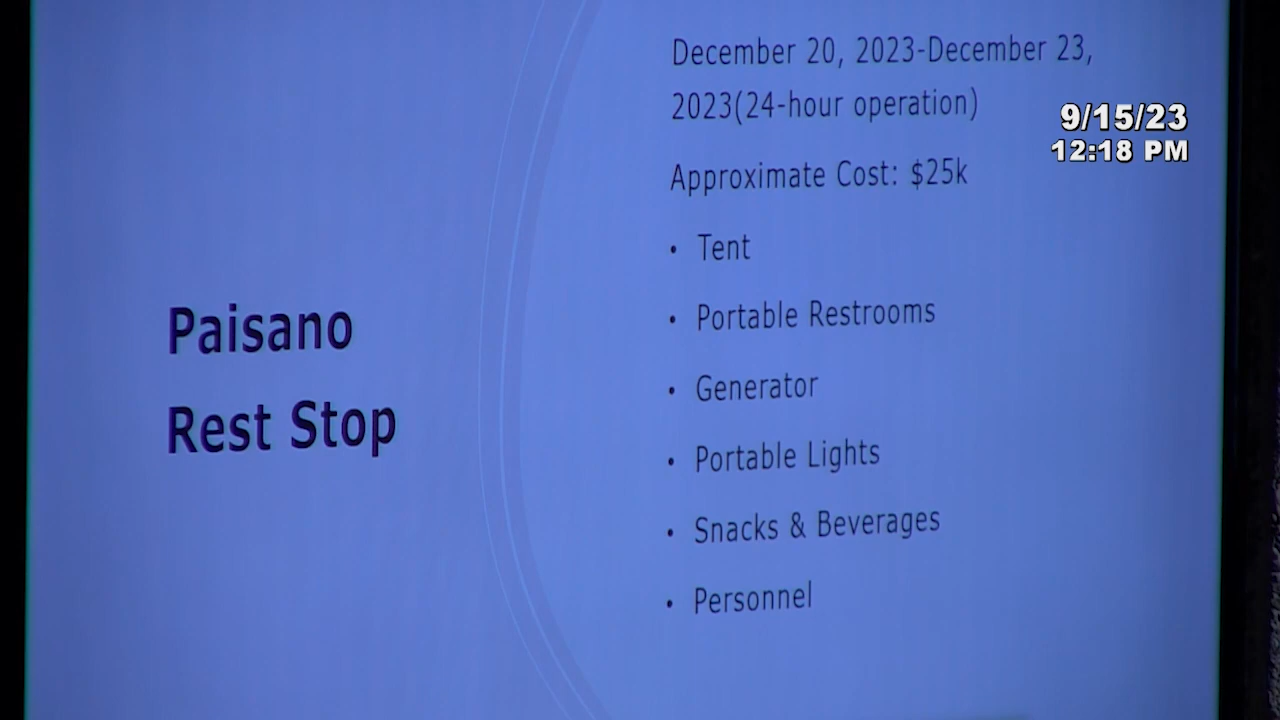 Paisano
Rest Stop
December 20, 2023-December 23,
2023(24-hour operation)
Approximate Cost: $25k
• Tent
• Portable Restrooms
• Generator
• Portable Lights
• Snacks & Beverages
• Personnel
9/15/23
12:18 PM